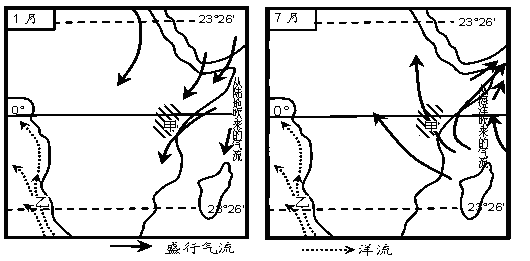 1月
23°26'
从陆地吹来的气流
0°
甲
乙
23°26'
7月
23°26'
从海洋吹来的气流
0°
甲
乙
23°26'
盛行气流
洋流